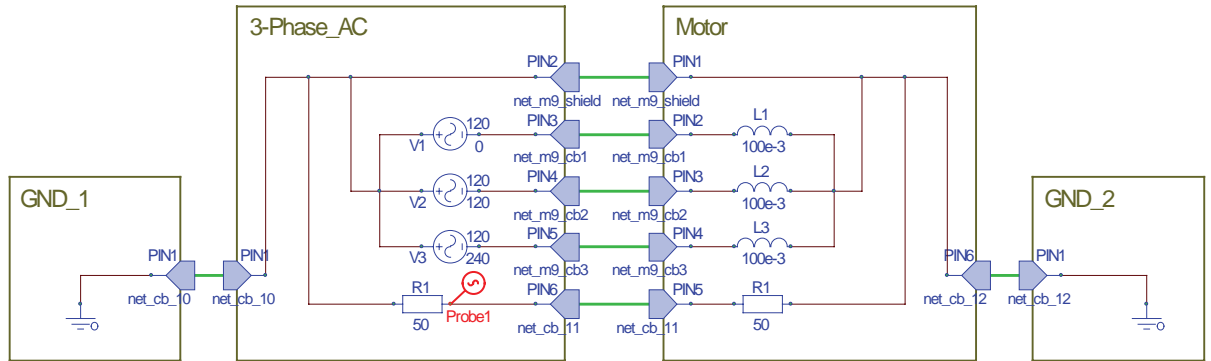 3-Phase_AC
Motor
PIN2
PIN1
net_m9_shield
net_m9_shield
V1
120
0
PIN3
net_m9_cb1
PIN2
net_m9_cb1
L1
100e-3
V2
120
120
PIN4
net_m9_cb2
PIN3
net_m9_cb2
L2
100e-3
V3
120
240
PIN5
net_m9_cb3
PIN4
net_m9_cb3
L3
100e-3
R1
50
Probe1
PIN6
net_cb_11
PIN5
net_cb_11
R1
50
GND_1
PIN1
net_cb_10
PIN1
net_cb_10
GND_2
PIN6
net_cb_12
PIN1
net_cb_12
0
0